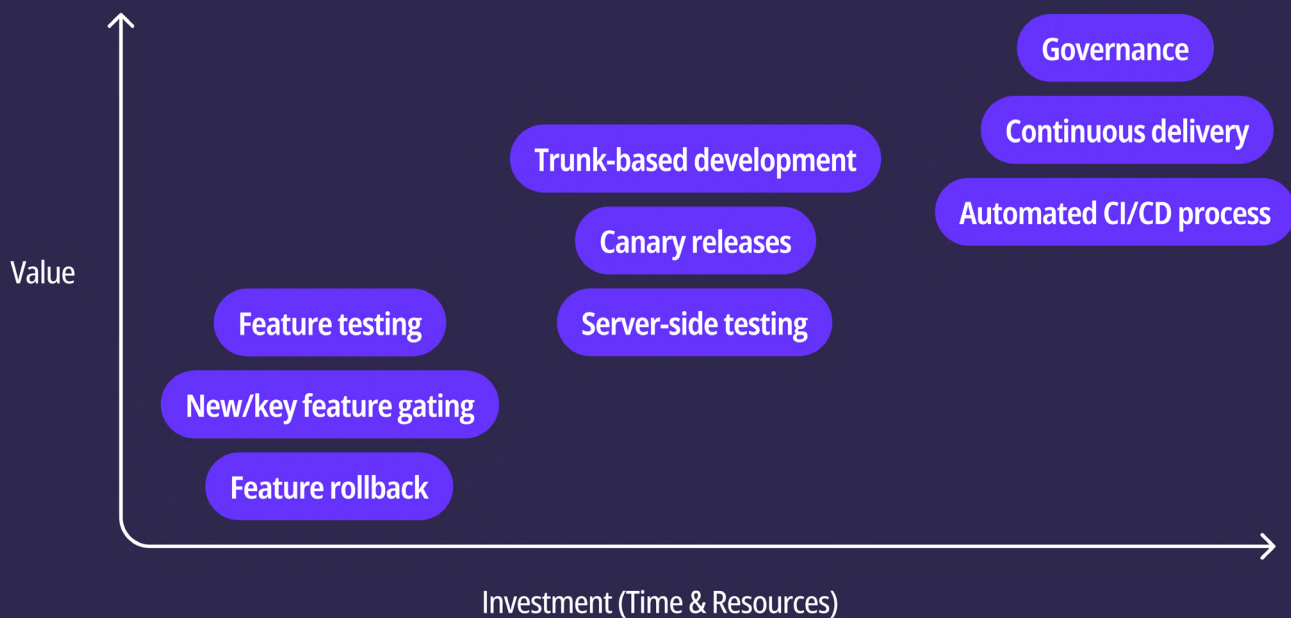 Governance
Continuous delivery
Trunk-based development
Automated CI/CD process
Canary releases
Value
Feature testing
Server-side testing
New/key feature gating
Feature rollback
Investment (Time & Resources)